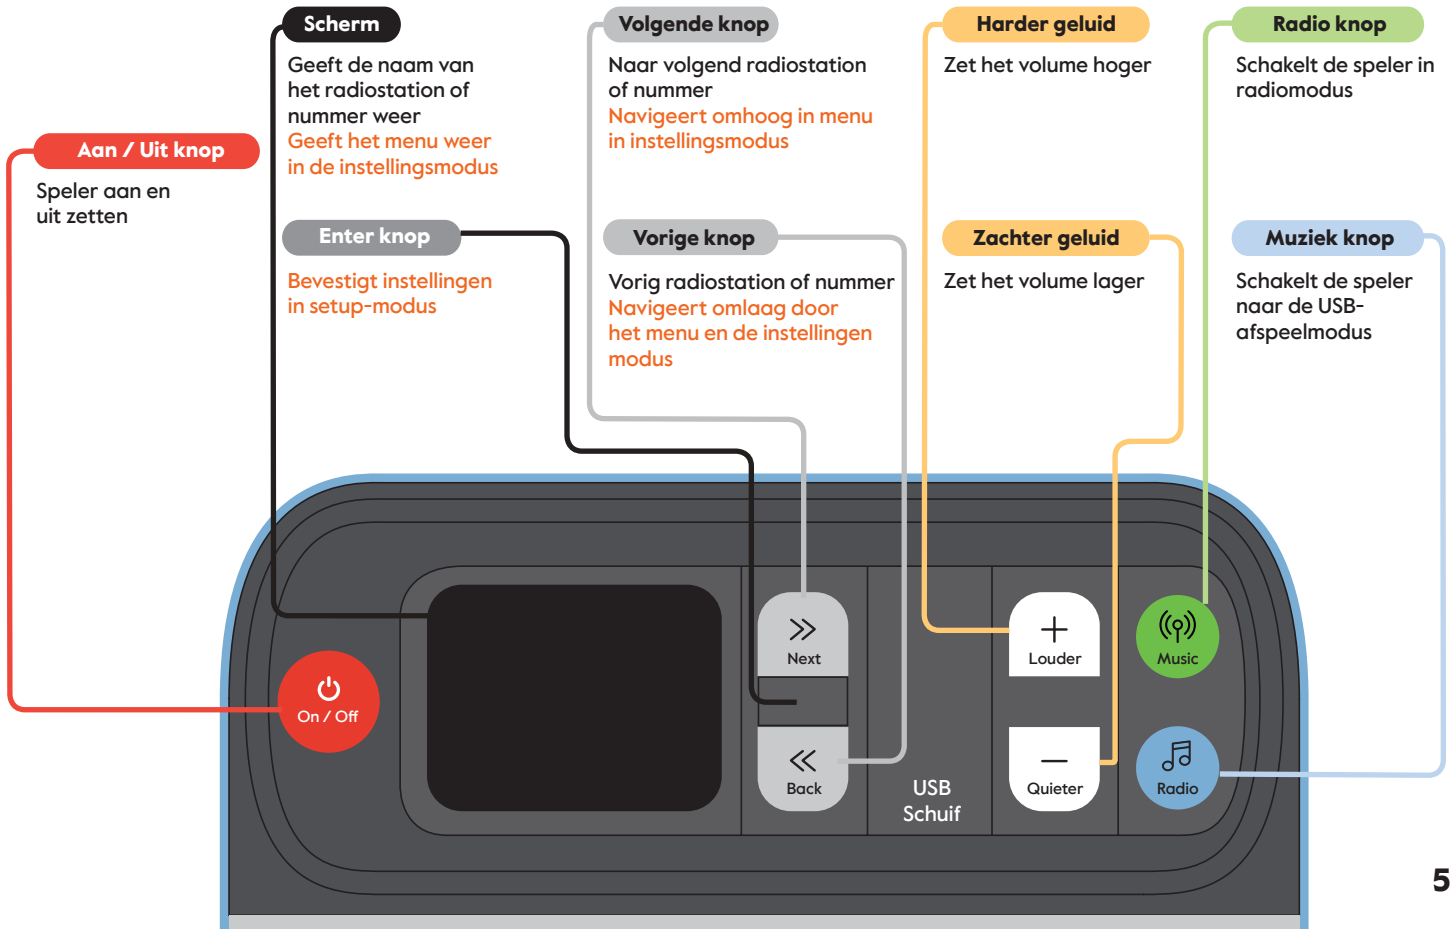 Scherm
Geeft de naam van
het radiostation of
nummer weer
Geeft het menu weer
in de instellingsmodus
Volgende knop
Naar volgend radiostation
of nummer
Navigeert omhoog in menu
in instellingsmodus
Harder geluid
Zet het volume hoger
Radio knop
Schakelt de speler in
radiomodus
Aan / Uit knop
Speler aan en
uit zetten
Enter knop
Bevestigt instellingen
in setup-modus
Vorige knop
Vorig radiostation of nummer
Navigeert omlaag door
het menu en de instellingen
modus
Zachter geluid
Zet het volume lager
Muziek knop
Schakelt de speler
naar de USB-
afspeelmodus
On / Off
Next
Back
USB
Schuif
Louder
Quieter
Music
Radio
5